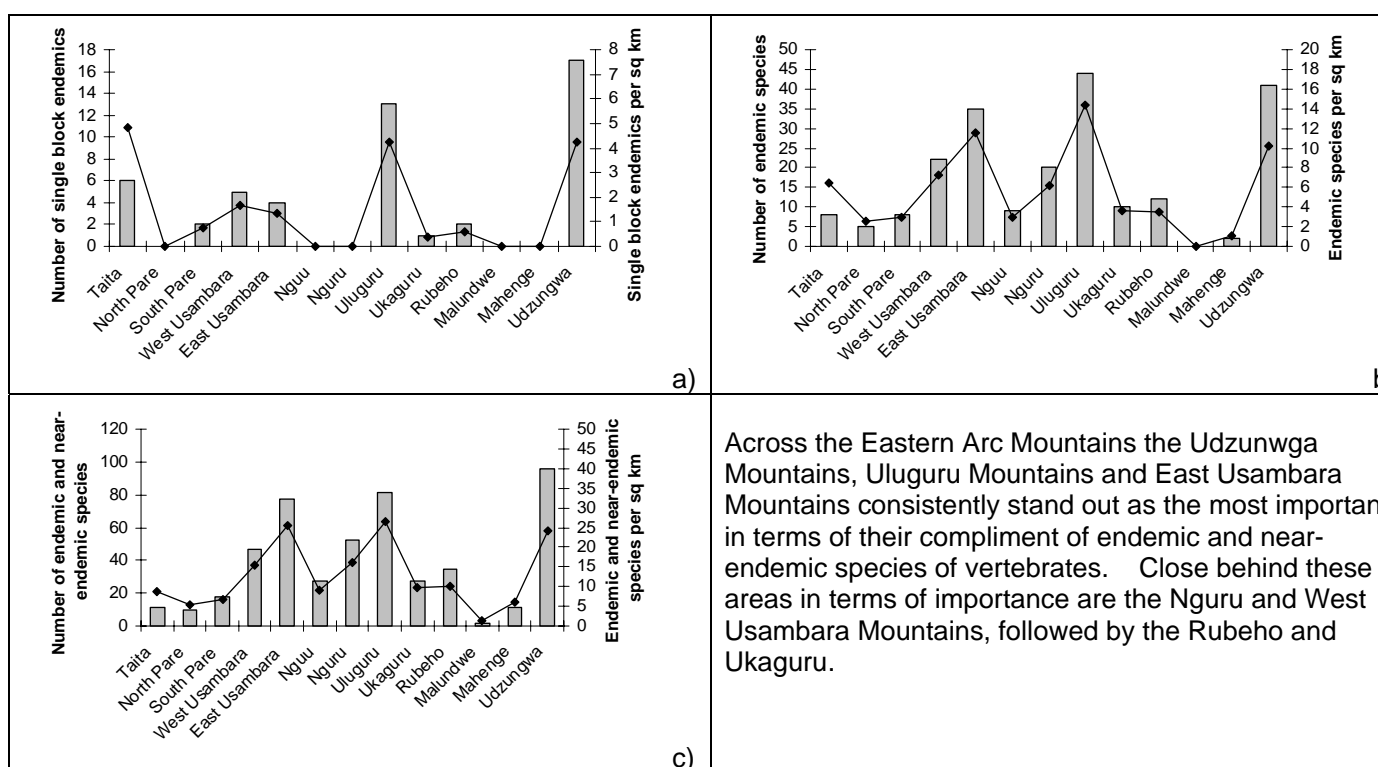 Number of single block endemics
18
16
14
12
10
8
6
4
2
0
8
7
6
5
4
3
2
1
0
Single block endemics per sq km
Taita
North Pare
South Pare
West Usambara
East Usambara
Nguu
Nguru
Uluguru
Ukaguru
Rubeho
Malundwe
Mahenge
Udzungwa
a)
Number of endemic species
50
45
40
35
30
25
20
15
10
5
0
20
18
16
14
12
10
8
6
4
2
0
Endemic species per sq km
Taita
North Pare
South Pare
West Usambara
East Usambara
Nguu
Nguru
Uluguru
Ukaguru
Rubeho
Malundwe
Mahenge
Udzungwa
b
Number of endemic and near-
endemic species
120
100
80
60
40
20
0
50
45
40
35
30
25
20
15
10
5
0
Endemic and near-endemic
species per sq km
Taita
North Pare
South Pare
West Usambara
East Usambara
Nguu
Nguru
Uluguru
Ukaguru
Rubeho
Malundwe
Mahenge
Udzungwa
c)
Across the Eastern Arc Mountains the Udzunwga
Mountains, Uluguru Mountains and East Usambara
Mountains consistently stand out as the most importan
in terms of their compliment of endemic and near-
endemic species of vertebrates. Close behind these
areas in terms of importance are the Nguru and West
Usambara Mountains, followed by the Rubeho and
Ukaguru.